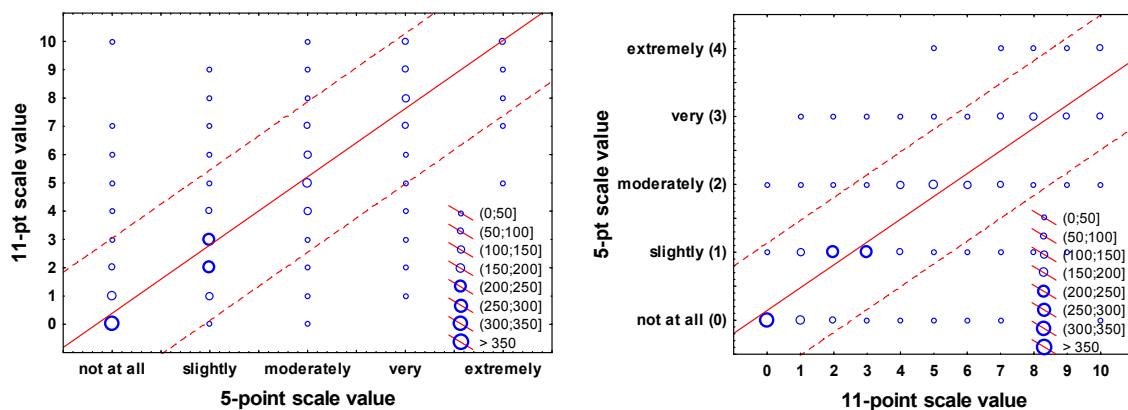 11-pt scale value
10
9
8
7
6
5
4
3
2
1
0
not at all slightly moderately very extremely
5-point scale value
(0;50]
(50;100]
(100;150]
(150;200]
(200;250]
(250;300]
(300;350]
> 350
5-pt scale value
extremely (4)
very (3)
moderately (2)
slightly (1)
not at all (0)
0 1 2 3 4 5 6 7 8 9 10
11-point scale value
(0;50]
(50;100]
(100;150]
(150;200]
(200;250]
(250;300]
(300;350]
> 350